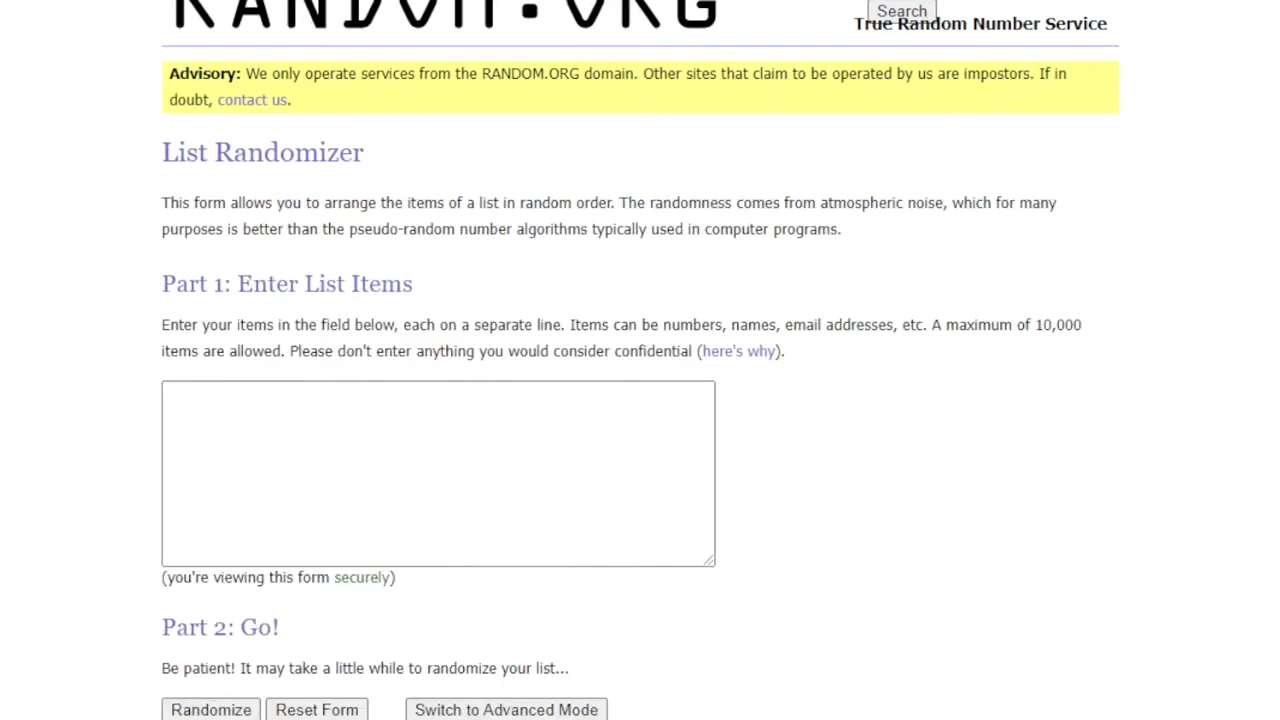 RANDOM.ORG
Search
True Random Number Service
Advisory: We only operate services from the RANDOM.ORG domain. Other sites that claim to be operated by us are impostors. If in
doubt, contact us.
List Randomizer
This form allows you to arrange the items of a list in random order. The randomness comes from atmospheric noise, which for many
purposes is better than the pseudo-random number algorithms typically used in computer programs.
Part 1: Enter List Items
Enter your items in the field below, each on a separate line. Items can be numbers, names, email addresses, etc. A maximum of 10,000
items are allowed. Please don't enter anything you would consider confidential (here's why).
(you're viewing this form securely)
Part 2: Go!
Be patient! It may take a little while to randomize your list...
Randomize Reset Form Switch to Advanced Mode